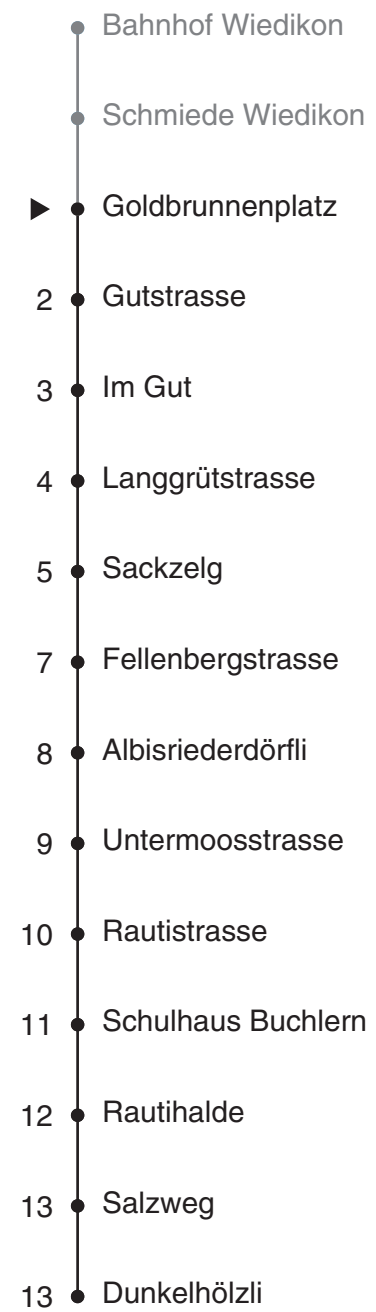 Bahnhof Wiedikon
Schmiede Wiedikon
Goldbrunnenplatz
2 Gutstrasse
3 Im Gut
4 Langgrütstrasse
5 Sackzelg
7 Fellenbergstrasse
8 Albisriederdörfli
9 Untermoosstrasse
10 Rautistrasse
11 Schulhaus Buchlern
12 Rautihalde
13 Salzweg
13 Dunkelhölzli